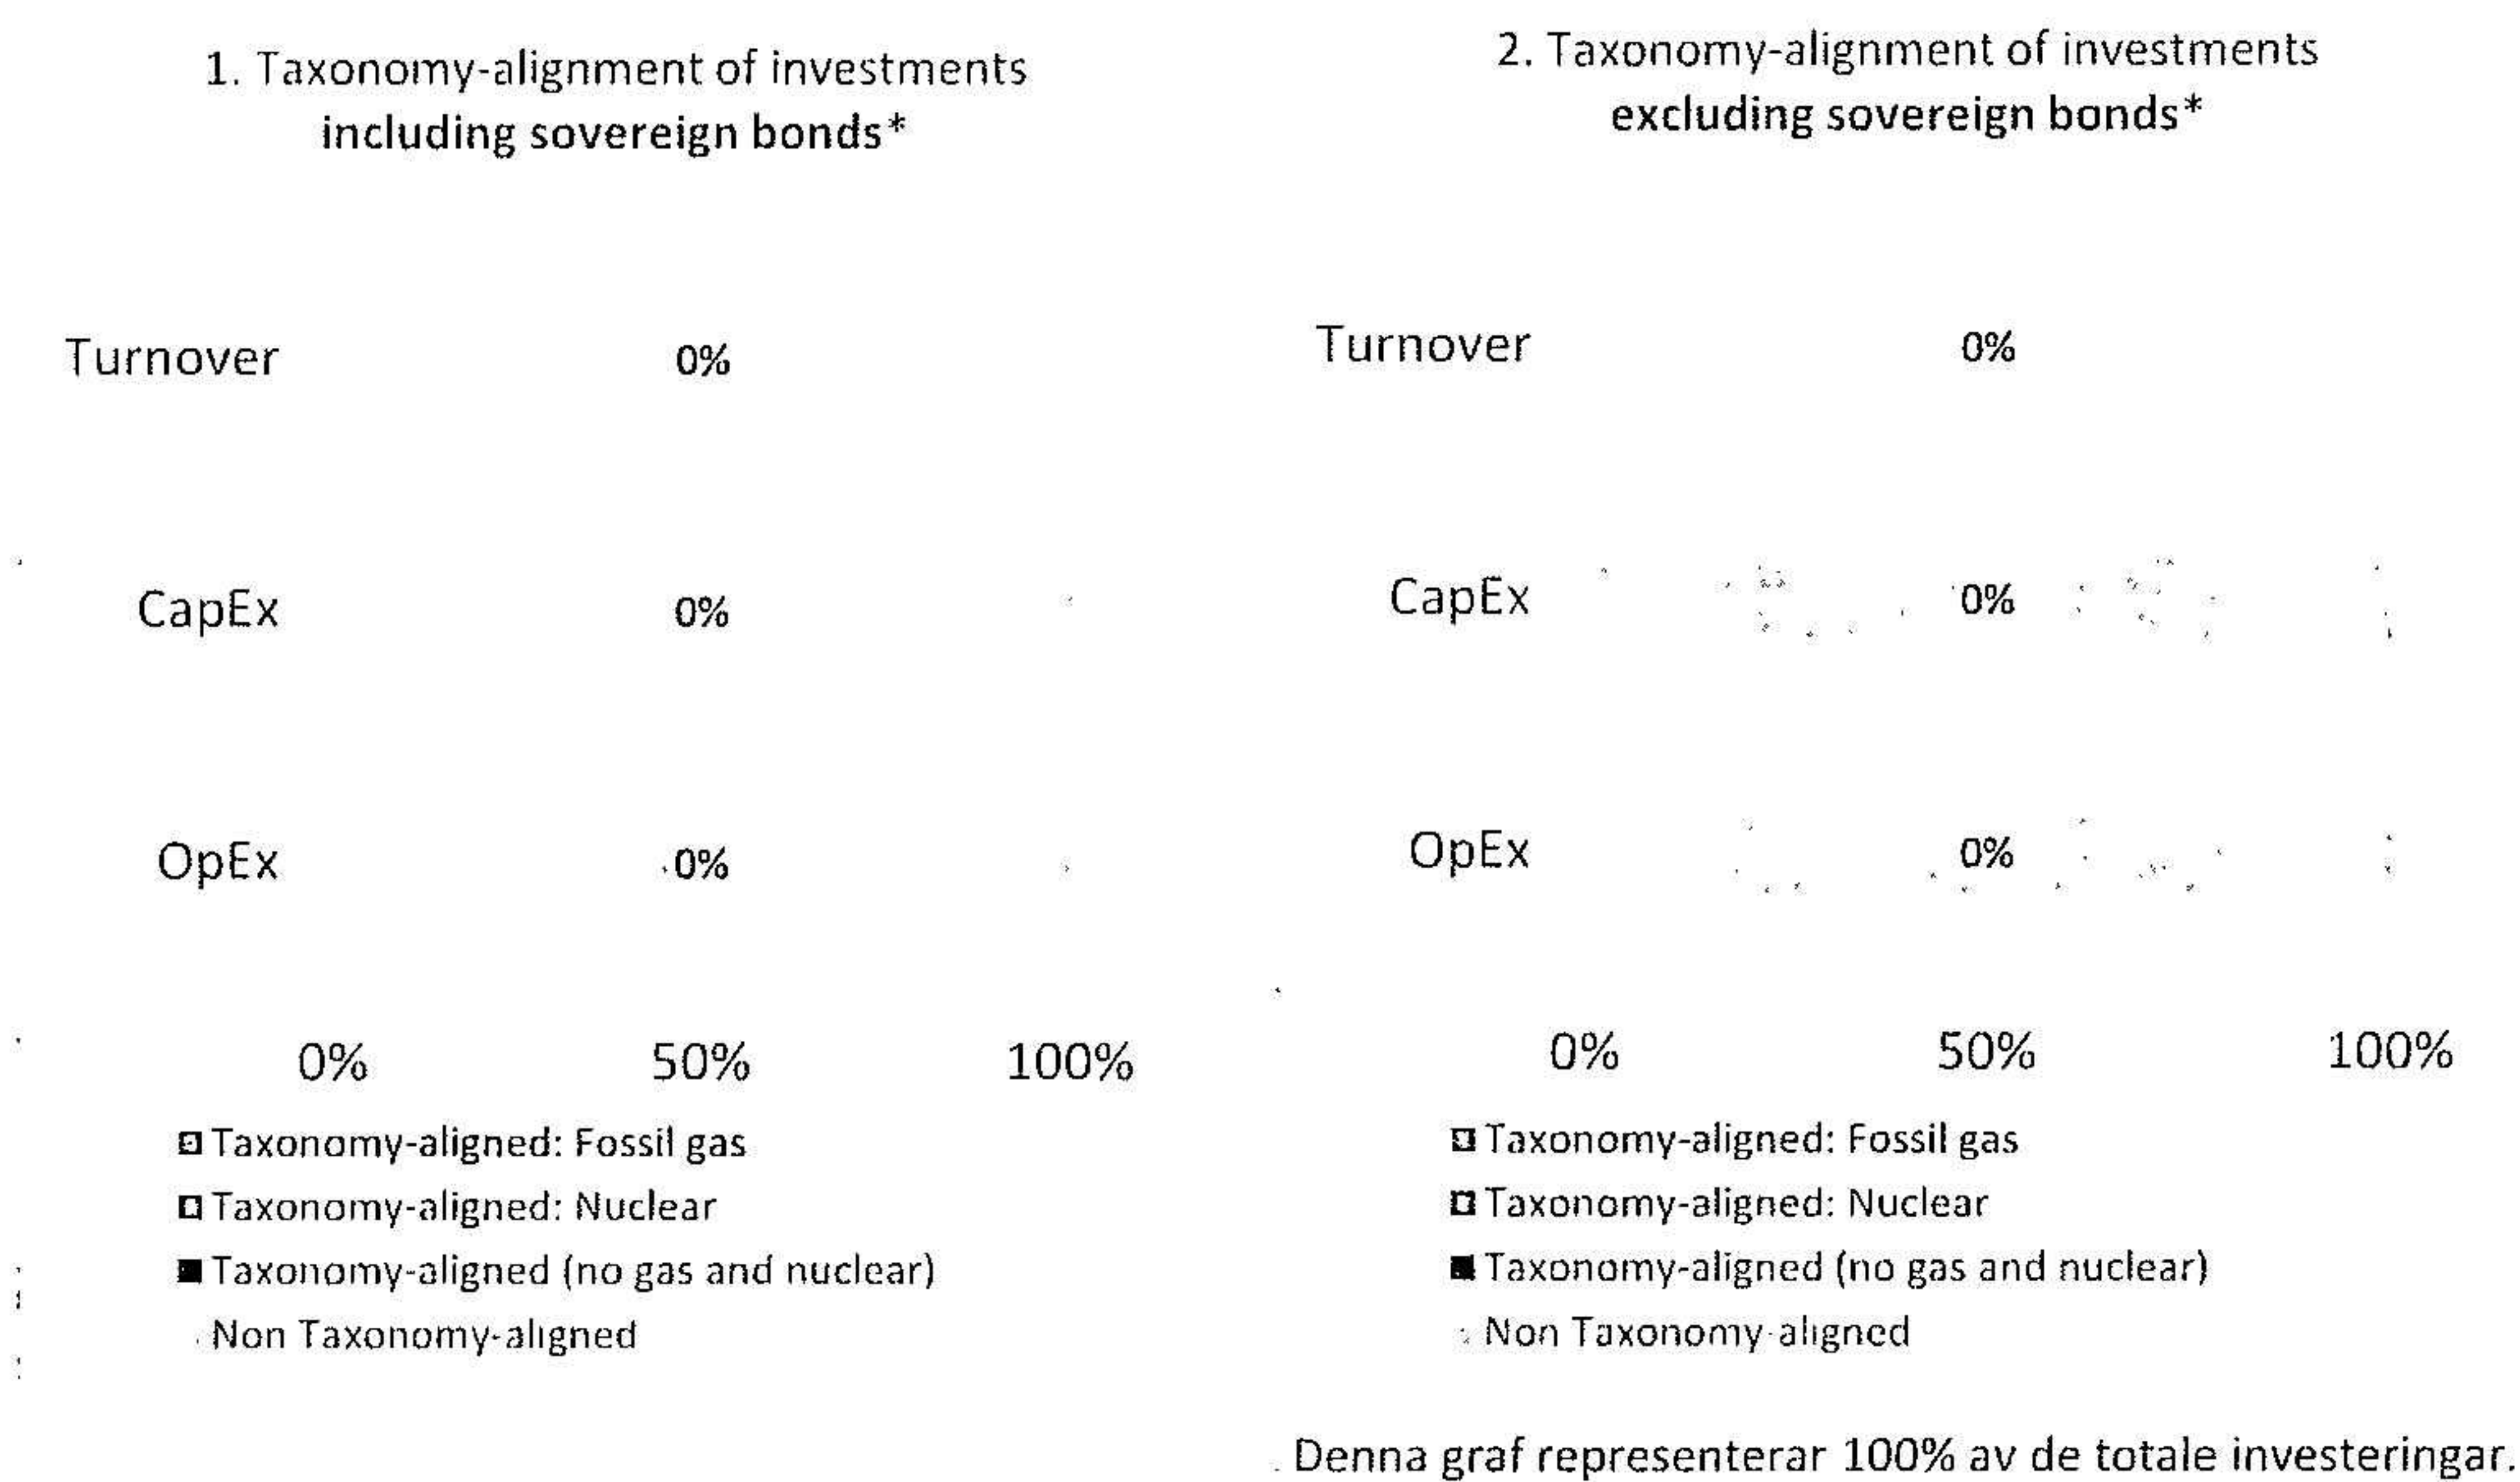 1. Taxonomy-alignment of investments
including sovereign bonds*
Turnover 0%
CapEx 0%
OpEx 0%
0% 50% 100%
Taxonomy-aligned: Fossil gas
Taxonomy-aligned: Nuclear
Taxonomy-aligned (no gas and nuclear)
Non Taxonomy-aligned
2. Taxonomy-alignment of investments
excluding sovereign bonds*
Turnover 0%
CapEx 0%
OpEx 0%
0% 50% 100%
Taxonomy-aligned: Fossil gas
Taxonomy-aligned: Nuclear
Taxonomy-aligned (no gas and nuclear)
Non Taxonomy-aligned
Denna graf representerar 100% av de totale investeringar.